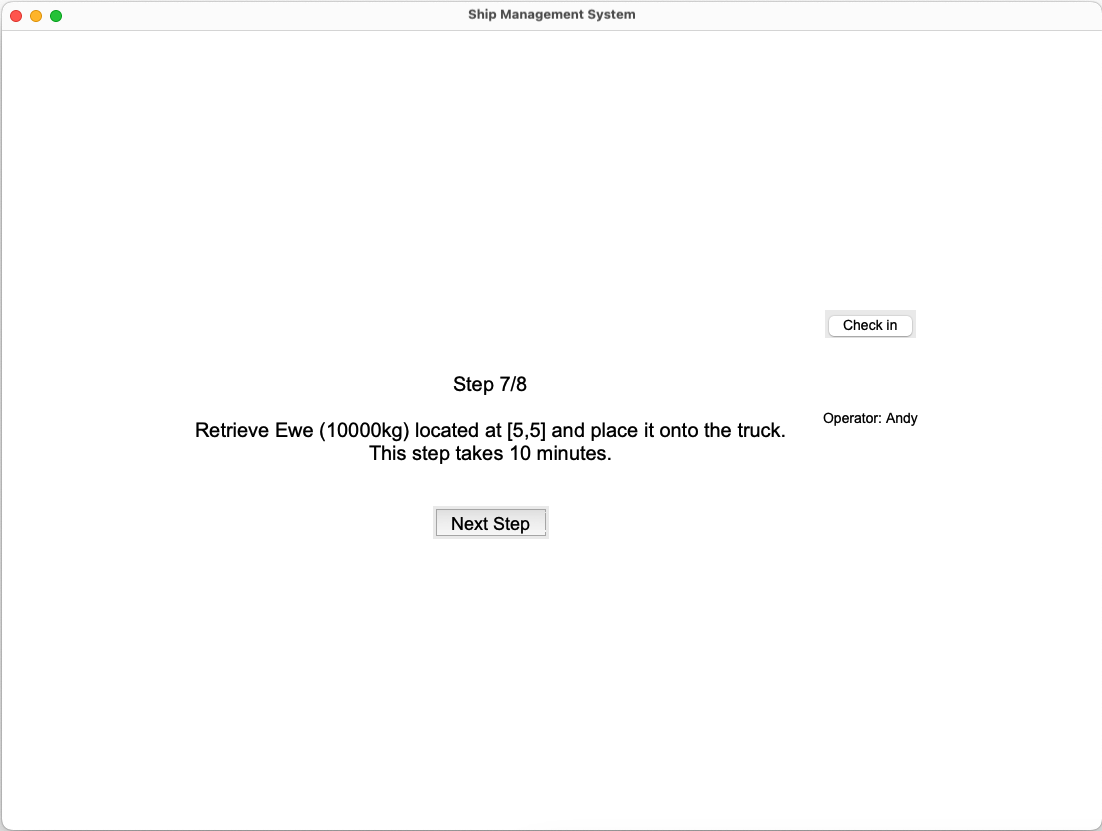 Ship Management System
Check in
Step 7/8
Operator: Andy
Retrieve Ewe (10000kg) located at [5,5] and place it onto the truck.
This step takes 10 minutes.
Next Step